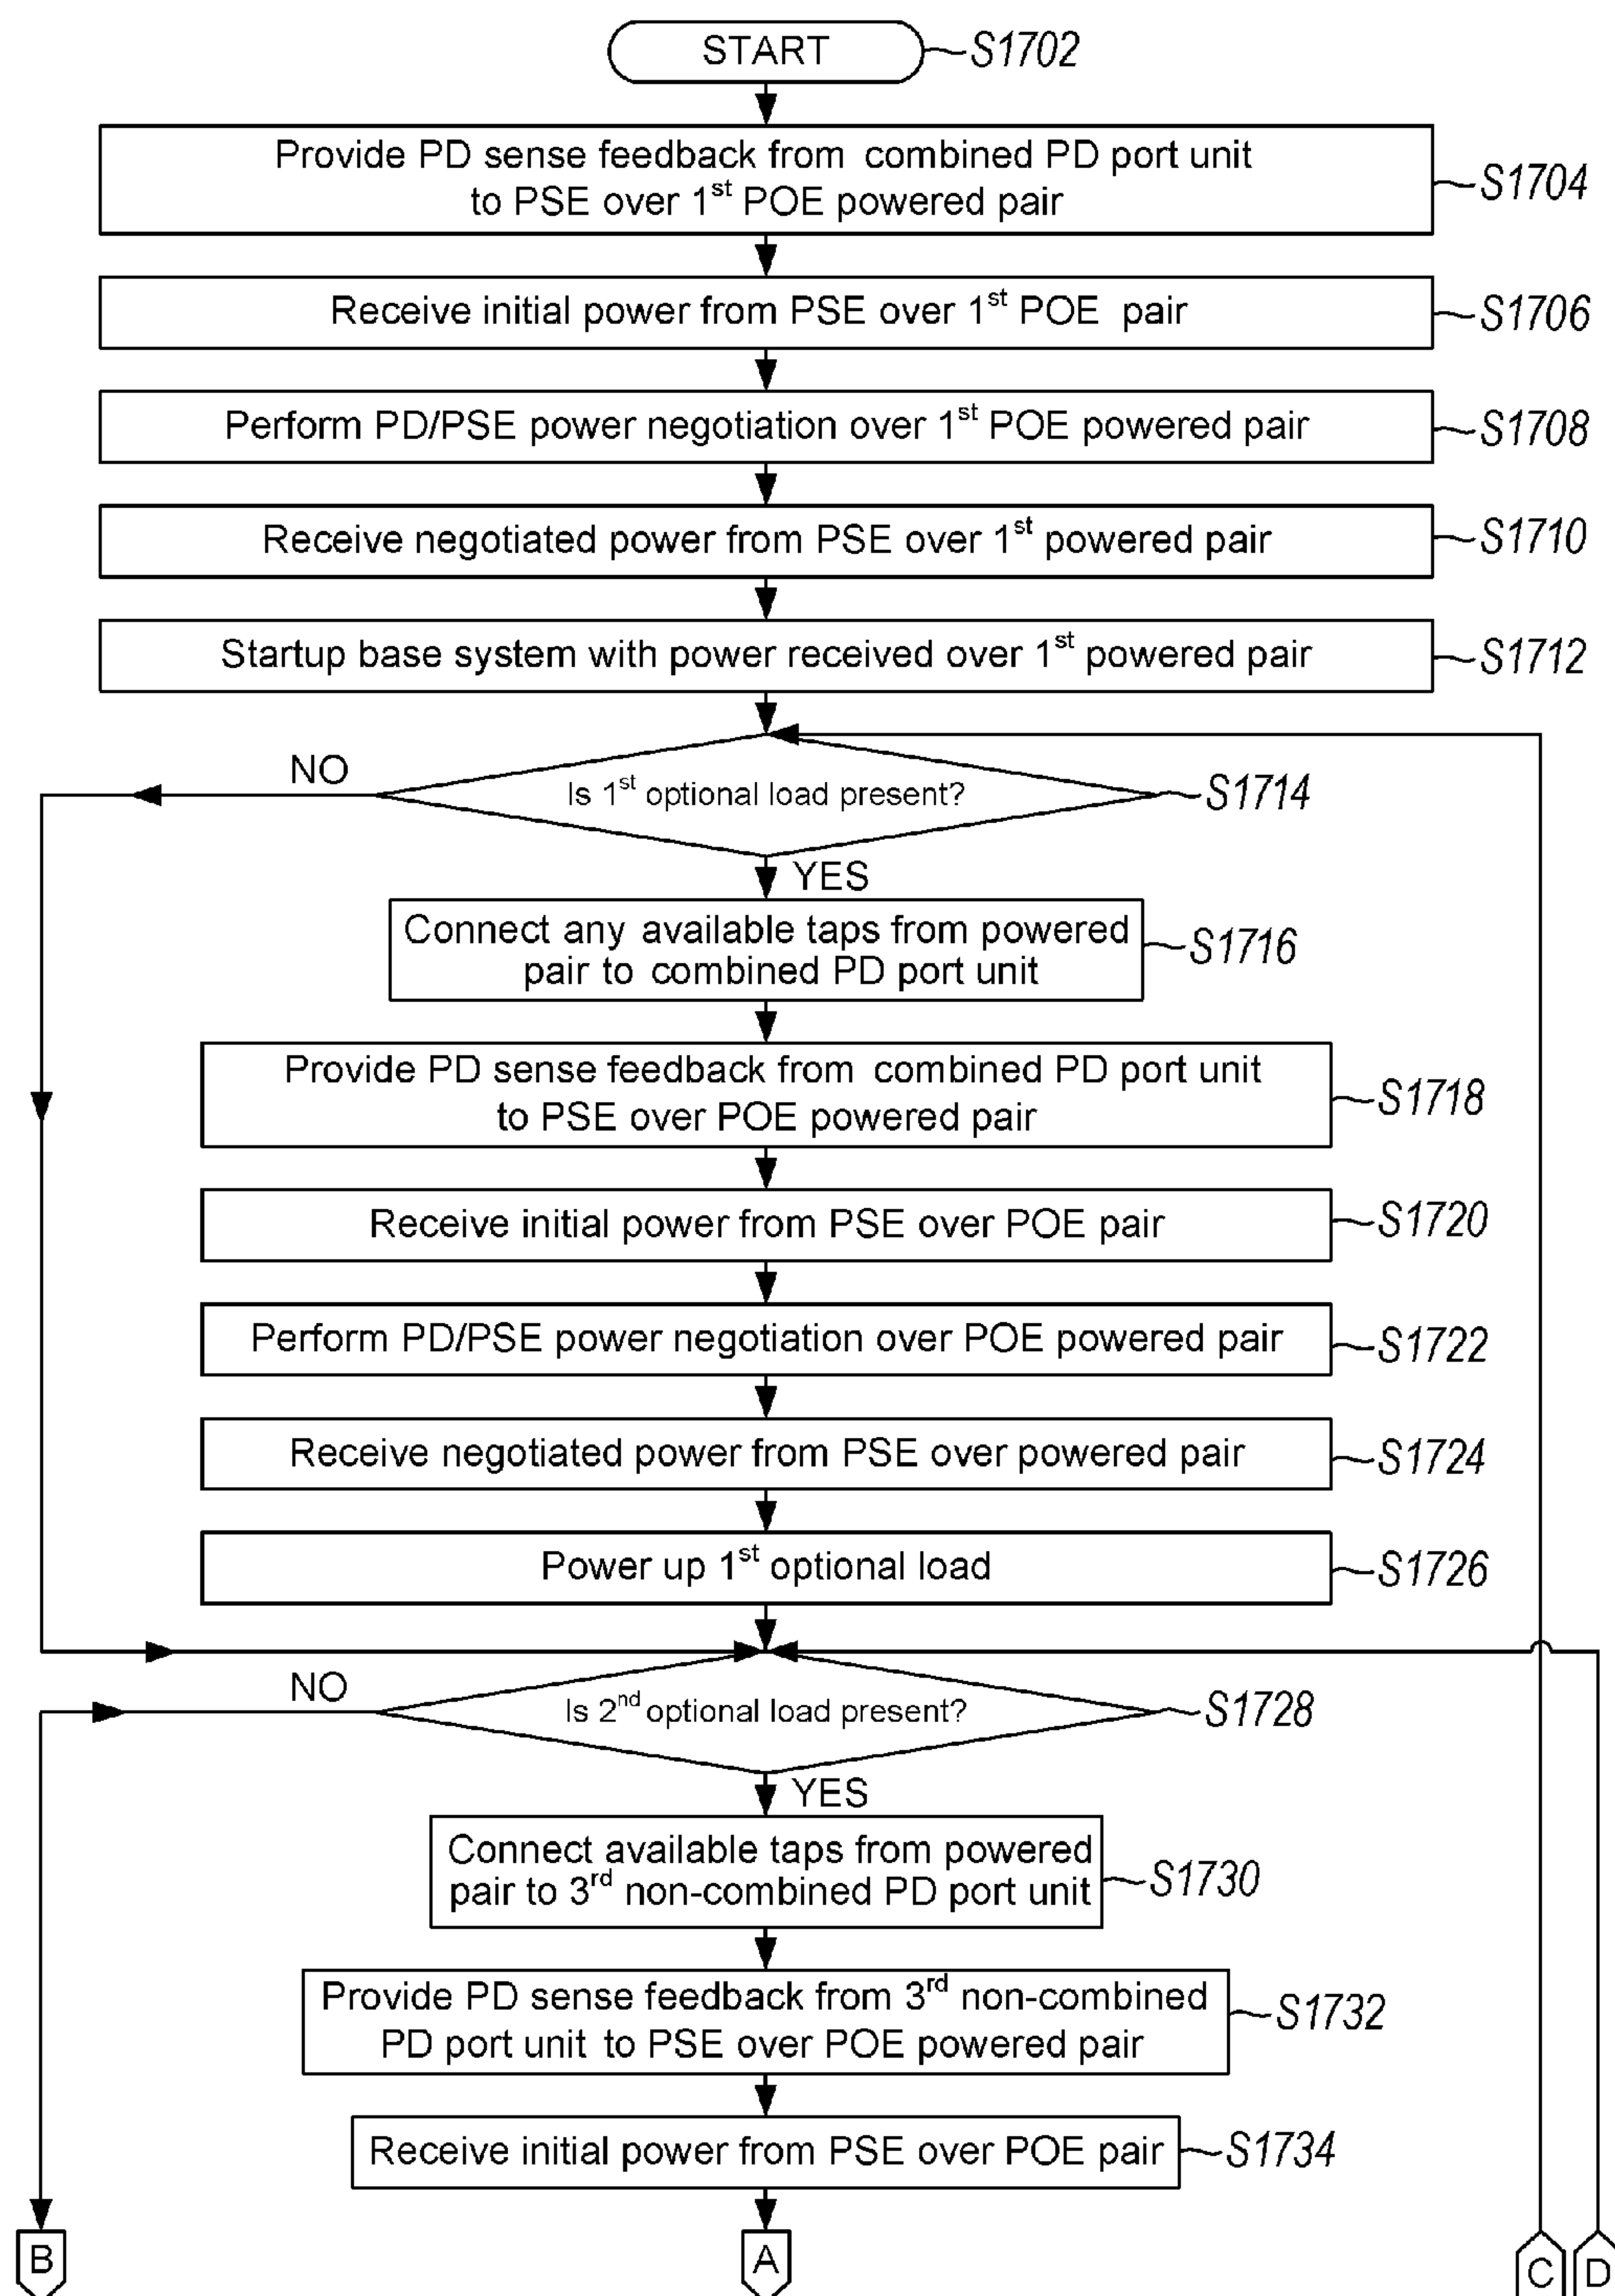 START
S1702
Provide PD sense feedback from combined PD port unit
to PSE over 1st POE powered pair
S1704
Receive initial power from PSE over 1st POE pair
S1706
Perform PD/PSE power negotiation over 1st POE powered pair
S1708
Receive negotiated power from PSE over 1st powered pair
S1710
Startup base system with power received over 1st powered pair
S1712
NO
Is 1st optional load present?
S1714
YES
Connect any available taps from powered
pair to combined PD port unit
S1716
Provide PD sense feedback from combined PD port unit
to PSE over POE powered pair
S1718
Receive initial power from PSE over POE pair
S1720
Perform PD/PSE power negotiation over POE powered pair
S1722
Receive negotiated power from PSE over powered pair
S1724
Power up 1st optional load
S1726
NO
Is 2nd optional load present?
S1728
YES
Connect available taps from powered
pair to 3rd non-combined PD port unit
S1730
Provide PD sense feedback from 3rd non-combined
PD port unit to PSE over POE powered pair
S1732
Receive initial power from PSE over POE pair
S1734
B
A
C
D